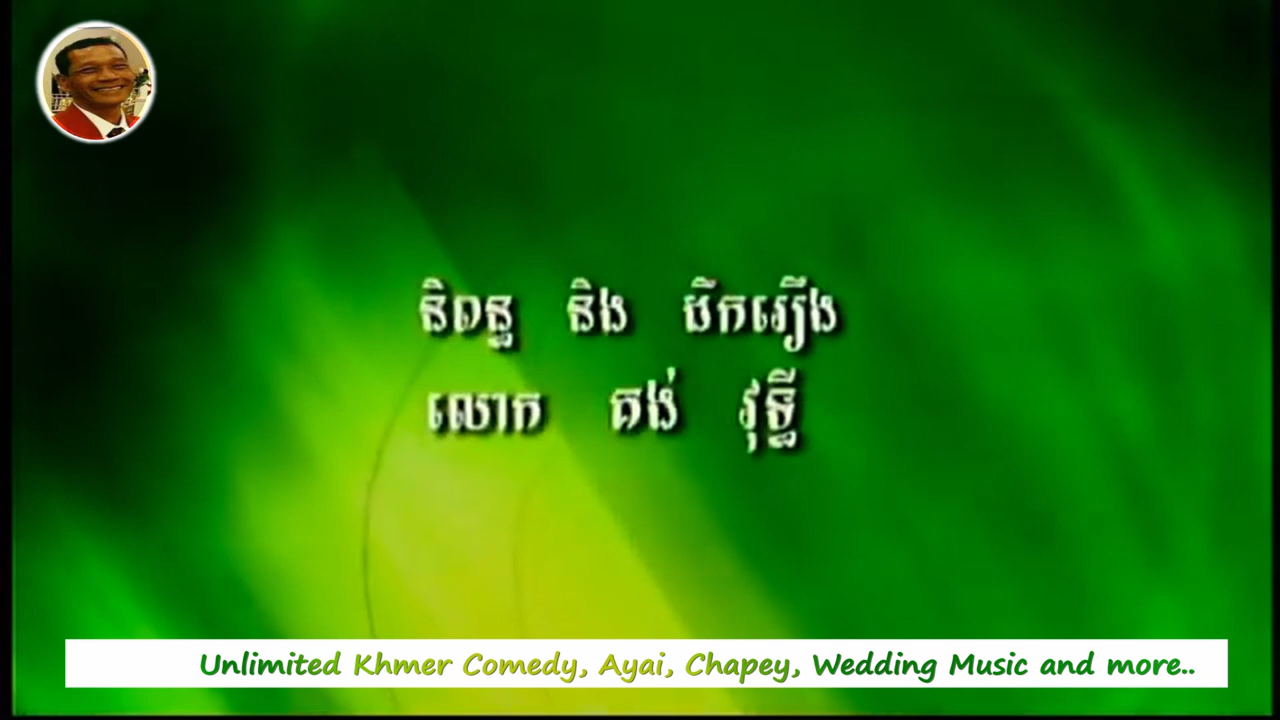 និពន្ធ និង ដឹករឿង
លោក គង់ វុទ្ធី
Unlimited Khmer Comedy, Ayai, Chapey, Wedding Music and more..